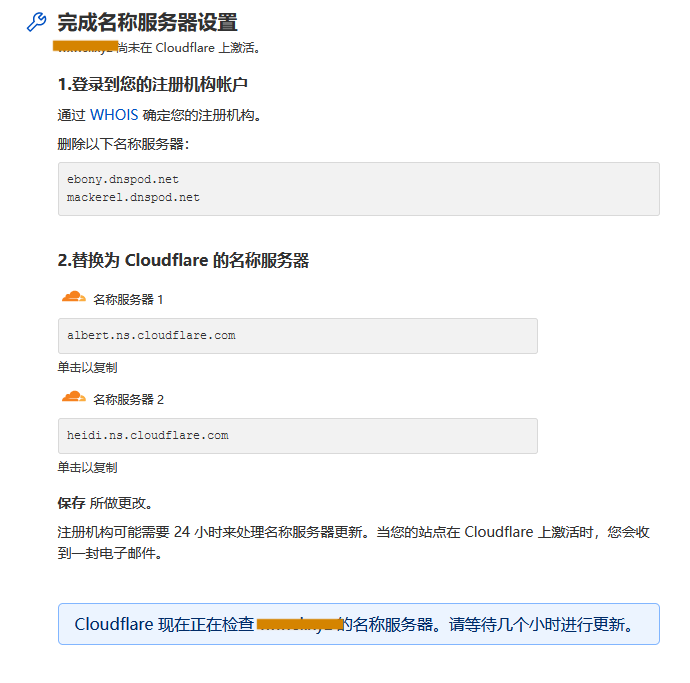 完成名称服务器设置
尚未在 Cloudflare 上激活。
1.登录到您的注册机构帐户
通过 WHOIS 确定您的注册机构。
删除以下名称服务器:
ebony.dnspod.net
mackerel.dnspod.net
2.替换为 Cloudflare 的名称服务器
名称服务器 1
albert.ns.cloudflare.com
单击以复制
名称服务器 2
heidi.ns.cloudflare.com
单击以复制
保存 所做更改。
注册机构可能需要 24 小时来处理名称服务器更新。当您的站点在 Cloudflare 上激活时，您会收
到一封电子邮件。
Cloudflare 现在正在检查 的名称服务器。请等待几个小时进行更新。